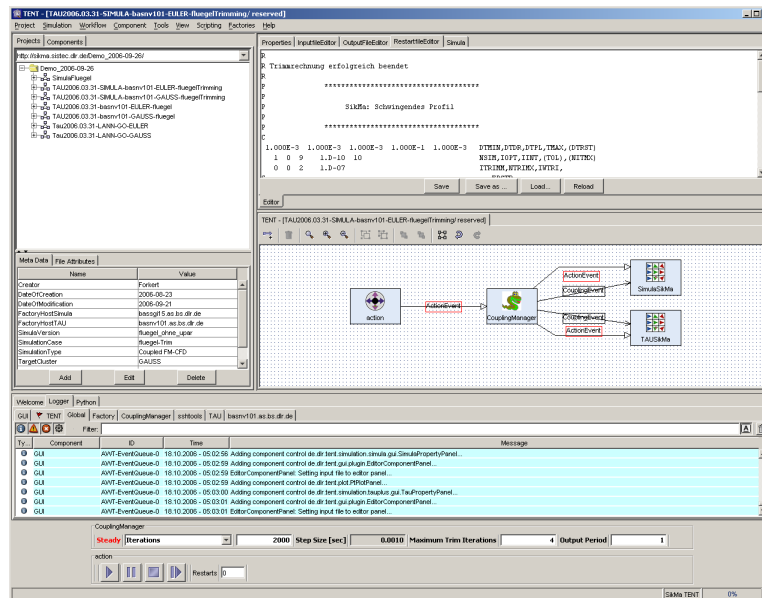 TENT - [TAU2006.03.31-SIMULA-basnv101-EULER-fluegelTrimming/ reserved]
Project Simulation Workflow Component Tools View Scripting Factories Help
Projects Components
http://sikma.sistec.dlr.de/Demo_2006-09-26/
Demo_2006-09-26
SimulaFluegel
TAU2006.03.31-SIMULA-basnv101-EULER-fluegelTrimming
TAU2006.03.31-SIMULA-basnv101-GAUSS-fluegelTrimming
TAU2006.03.31-basnv101-EULER-fluegel
TAU2006.03.31-basnv101-GAUSS-fluegel
Tau2006.03.31-LANN-GO-EULER
Tau2006.03.31-LANN-GO-GAUSS
Properties InputfileEditor OutputFileEditor RestartfileEditor Simula
R
R Trimmrechnung erfolgreich beendet
R
P ************************************
P
P SikMa: Schwingendes Profil
P
P ************************************
C
1.000E-3 1.000E-3 1.000E-3 1.000E-1 1.000E-3 DTMIN,DTDR,DTPL,TMAX,(DTRST)
1 0 9 1.D-10 10 NSIM,IOPT,IINT,(TOL),(NITMX)
0 0 2 1.D-07 ITRIMM,NTRIMX,IWTRI,
Save Save as ... Load... Reload
Editor
Meta Data File Attributes
Name Value
Creator Forkert
DateOfCreation 2006-08-23
DateOfModification 2006-09-21
FactoryHostSimula bassgl15.as.bs.dlr.de
FactoryHostTAU basnv101.as.bs.dlr.de
SimulaVersion fluegel_ohne_upar
SimulationCase fluegel-Trim
SimulationType Coupled FM-CFD
TargetCluster GAUSS
Add Edit Delete
TENT - [TAU2006.03.31-SIMULA-basnv101-EULER-fluegelTrimming/ reserved]
action
ActionEvent
CouplingManager
ActionEvent
CouplingEvent
SimulaSikMa
CouplingEvent
ActionEvent
TAUSikMa
Welcome Logger Python
GUI TENT Global Factory CouplingManager sshtools TAU basnv101.as.bs.dlr.de
Filter:
Ty... Component ID Time Message
GUI AWT-EventQueue-0 18.10.2006 - 05:02:56 Adding component control de.dlr.tent.simulation.simula.gui.SimulaPropertyPanel...
GUI AWT-EventQueue-0 18.10.2006 - 05:02:59 Adding component control de.dlr.tent.gui.plugin.EditorComponentPanel...
GUI AWT-EventQueue-0 18.10.2006 - 05:02:59 EditorComponentPanel: Setting input file to editor panel...
GUI AWT-EventQueue-0 18.10.2006 - 05:02:59 Adding component control de.dlr.tent.plot.PtPlotPanel...
GUI AWT-EventQueue-0 18.10.2006 - 05:03:00 Adding component control de.dlr.tent.simulation.tauplus.gui.TauPropertyPanel...
GUI AWT-EventQueue-0 18.10.2006 - 05:03:01 Adding component control de.dlr.tent.gui.plugin.EditorComponentPanel...
GUI AWT-EventQueue-0 18.10.2006 - 05:03:01 EditorComponentPanel: Setting input file to editor panel...
CouplingManager
Steady Iterations 2000 Step Size [sec] 0.0010 Maximum Trim Iterations 4 Output Period 1
action
Restarts 0
SikMa TENT 0%